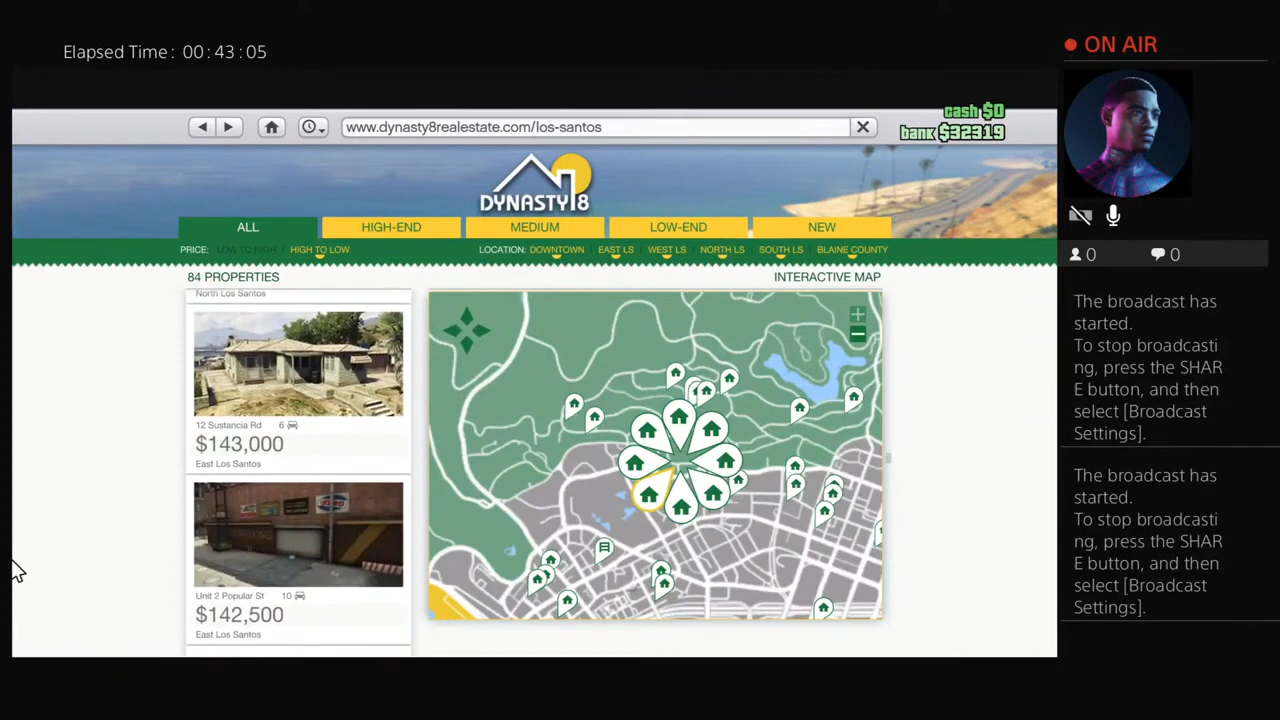 Elapsed Time: 00:43:05
ON AIR
cash $0
bank $32319
www.dynasty8realestate.com/los-santos
DYNASTY8
ALL
HIGH-END
MEDIUM
LOW-END
NEW
PRICE: LOW TO HIGH HIGH TO LOW
LOCATION: DOWNTOWN EAST LS WEST LS NORTH LS SOUTH LS BLAINE COUNTY
84 PROPERTIES
INTERACTIVE MAP
North Los Santos
12 Sustancia Rd 6
$143,000
East Los Santos
Unit 2 Popular St 10
$142,500
East Los Santos
0 0
The broadcast has
started.
To stop broadcasti
ng, press the SHAR
E button, and then
select [Broadcast
Settings].
The broadcast has
started.
To stop broadcasti
ng, press the SHAR
E button, and then
select [Broadcast
Settings].